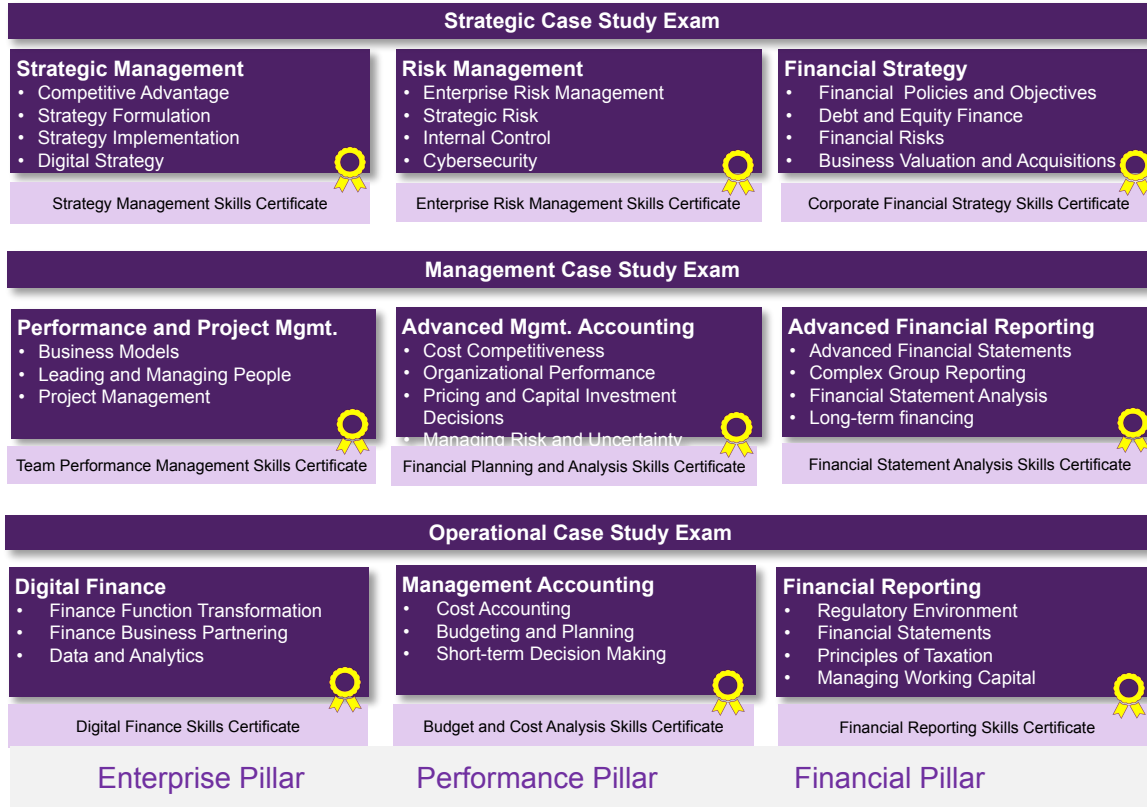 Strategic Case Study Exam
Strategic Management
• Competitive Advantage
• Strategy Formulation
• Strategy Implementation
• Digital Strategy
Strategy Management Skills Certificate
Risk Management
• Enterprise Risk Management
• Strategic Risk
• Internal Control
• Cybersecurity
Enterprise Risk Management Skills Certificate
Financial Strategy
• Financial Policies and Objectives
• Debt and Equity Finance
• Financial Risks
• Business Valuation and Acquisitions
Corporate Financial Strategy Skills Certificate
Management Case Study Exam
Performance and Project Mgmt.
• Business Models
• Leading and Managing People
• Project Management
Team Performance Management Skills Certificate
Advanced Mgmt. Accounting
• Cost Competitiveness
• Organizational Performance
• Pricing and Capital Investment
Decisions
• Managing Risk and Uncertainty
Financial Planning and Analysis Skills Certificate
Advanced Financial Reporting
• Advanced Financial Statements
• Complex Group Reporting
• Financial Statement Analysis
• Long-term financing
Financial Statement Analysis Skills Certificate
Operational Case Study Exam
Digital Finance
• Finance Function Transformation
• Finance Business Partnering
• Data and Analytics
Digital Finance Skills Certificate
Management Accounting
• Cost Accounting
• Budgeting and Planning
• Short-term Decision Making
Budget and Cost Analysis Skills Certificate
Financial Reporting
• Regulatory Environment
• Financial Statements
• Principles of Taxation
• Managing Working Capital
Financial Reporting Skills Certificate
Enterprise Pillar
Performance Pillar
Financial Pillar